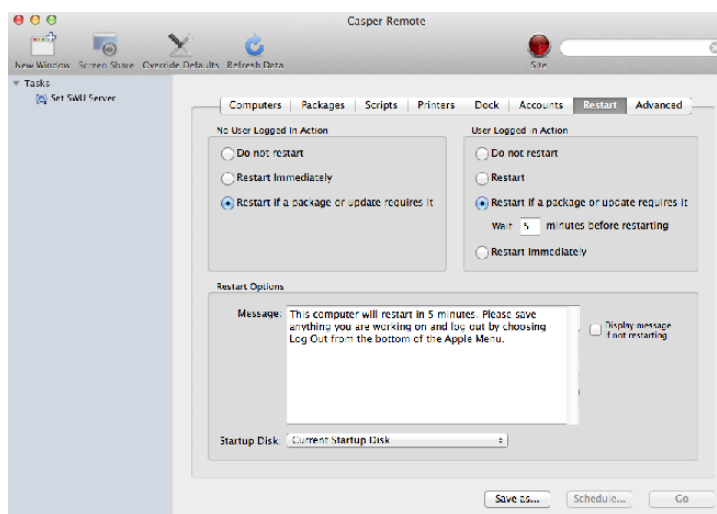 Casper Remote
New Window Screen Share Override Defaults Refresh Data Site
Tasks
Set SWU Server
Computers Packages Scripts Printers Dock Accounts Restart Advanced
No User Logged In Action
Do not restart
Restart Immediately
Restart if a package or update requires it
User Logged in Action
Do not restart
Restart
Restart if a package or update requires it
Wait 5 minutes before restarting
Restart Immediately
Restart Options
Message: This computer will restart in 5 minutes. Please save
anything you are working on and log out by choosing
Log Out from the bottom of the Apple Menu.
Display message
if not restarting
Startup Disk: Current Startup Disk
Save as... Schedule... Go